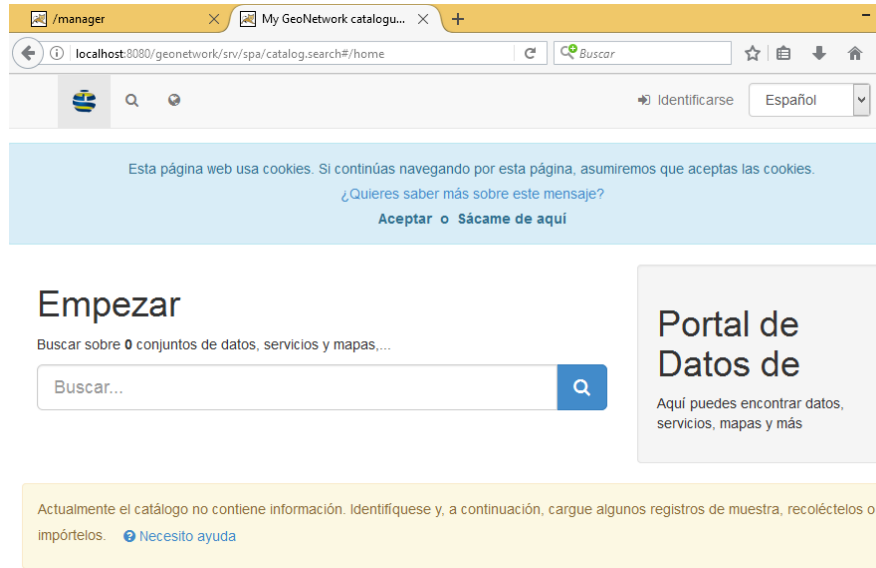 /manager
My GeoNetwork catalogu...
localhost:8080/geonetwork/srv/spa/catalog.search#/home
Buscar
Identificarse
Español
Esta página web usa cookies. Si continúas navegando por esta página, asumiremos que aceptas las cookies.
¿Quieres saber más sobre este mensaje?
Aceptar o Sácame de aquí
Empezar
Buscar sobre 0 conjuntos de datos, servicios y mapas,...
Buscar...
Portal de
Datos de
Aquí puedes encontrar datos,
servicios, mapas y más
Actualmente el catálogo no contiene información. Identifíquese y, a continuación, cargue algunos registros de muestra, recoléctelos o
impórtelos. Necesito ayuda